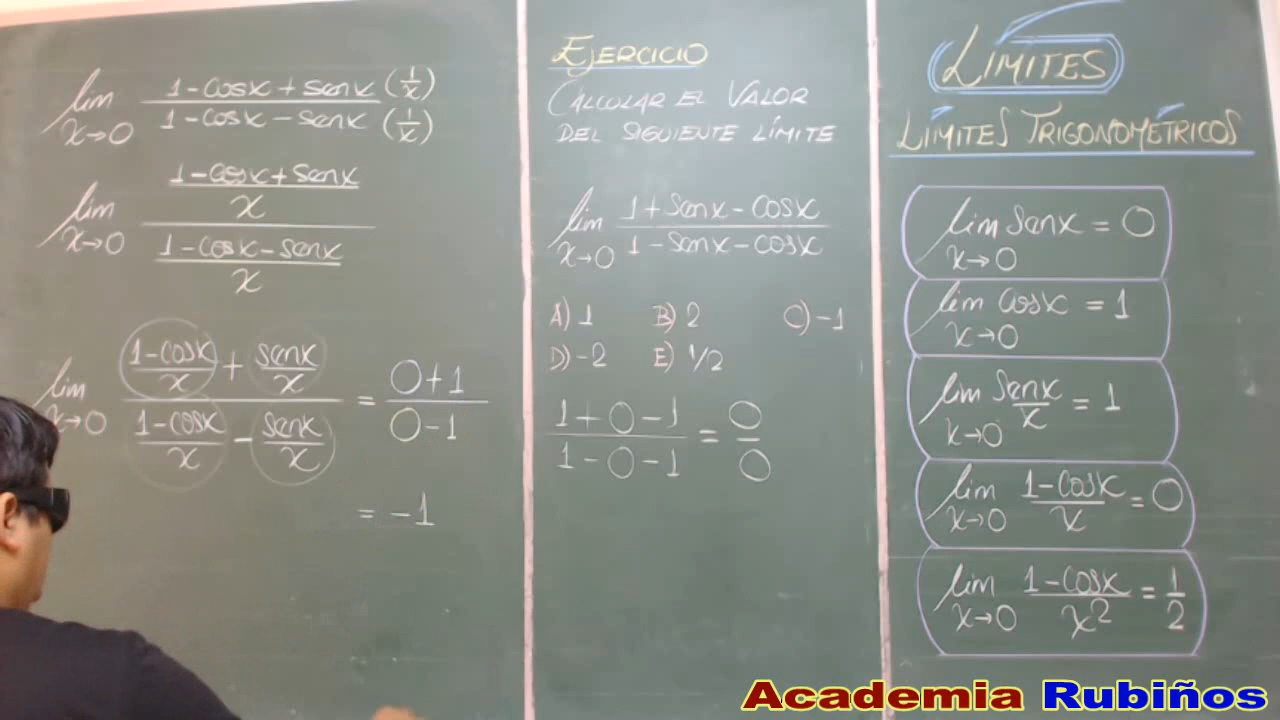 lim x→0 (1-cosx+senx (1/x))/(1-cosx-senx (1/x))
lim x→0 ((1-cosx+senx)/x)/((1-cosx-senx)/x)
lim x→0 ((1-cosx)/x + senx/x)/((1-cosx)/x - senx/x) = (0+1)/(0-1)
= -1
EJERCICIO
CALCULAR EL VALOR
DEL SIGUIENTE LÍMITE
lim x→0 (1+senx-cosx)/(1-senx-cosx)
A) 1 B) 2 C) -1
D) -2 E) 1/2
(1+0-1)/(1-0-1) = 0/0
LÍMITES
LÍMITES TRIGONOMÉTRICOS
lim x→0 senx = 0
lim x→0 cosx = 1
lim x→0 senx/x = 1
lim x→0 (1-cosx)/x = 0
lim x→0 (1-cosx)/x² = 1/2
Academia Rubiños